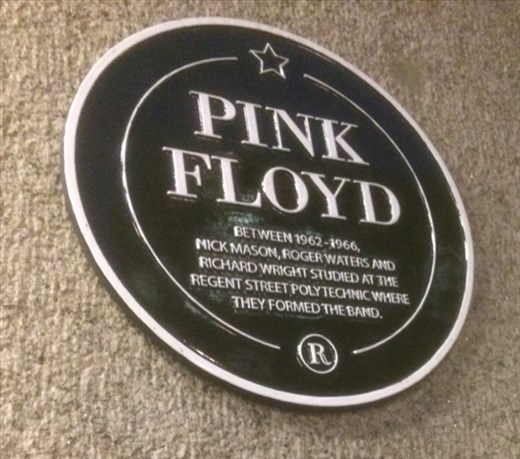 PINK
FLOYD
BETWEEN 1962-1966,
NICK MASON, ROGER WATERS AND
RICHARD WRIGHT STUDIED AT THE
REGENT STREET POLYTECHNIC WHERE
THEY FORMED THE BAND.
R